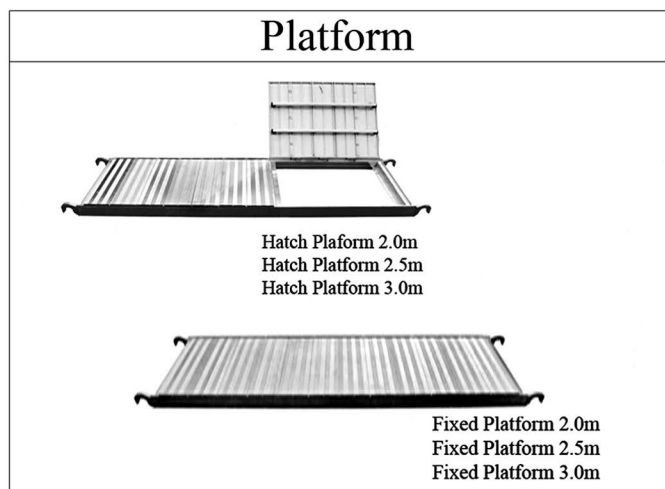 Platform
Hatch Plaform 2.0m
Hatch Platform 2.5m
Hatch Platform 3.0m
Fixed Platform 2.0m
Fixed Platform 2.5m
Fixed Platform 3.0m